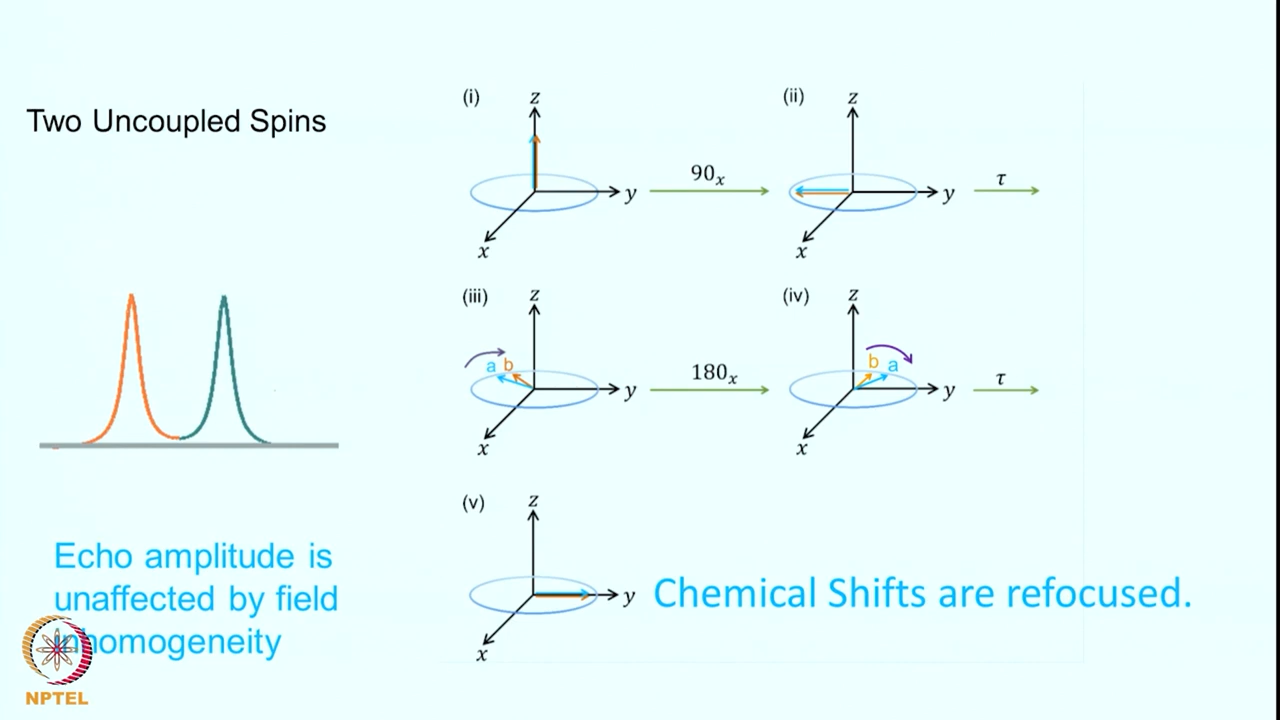 Two Uncoupled Spins
(i)
z
y
x
90x
(ii)
z
y
x
τ
(iii)
z
a b
y
x
180x
(iv)
z
b a
y
x
τ
(v)
z
y
x
Chemical Shifts are refocused.
Echo amplitude is
unaffected by field
inhomogeneity
NPTEL